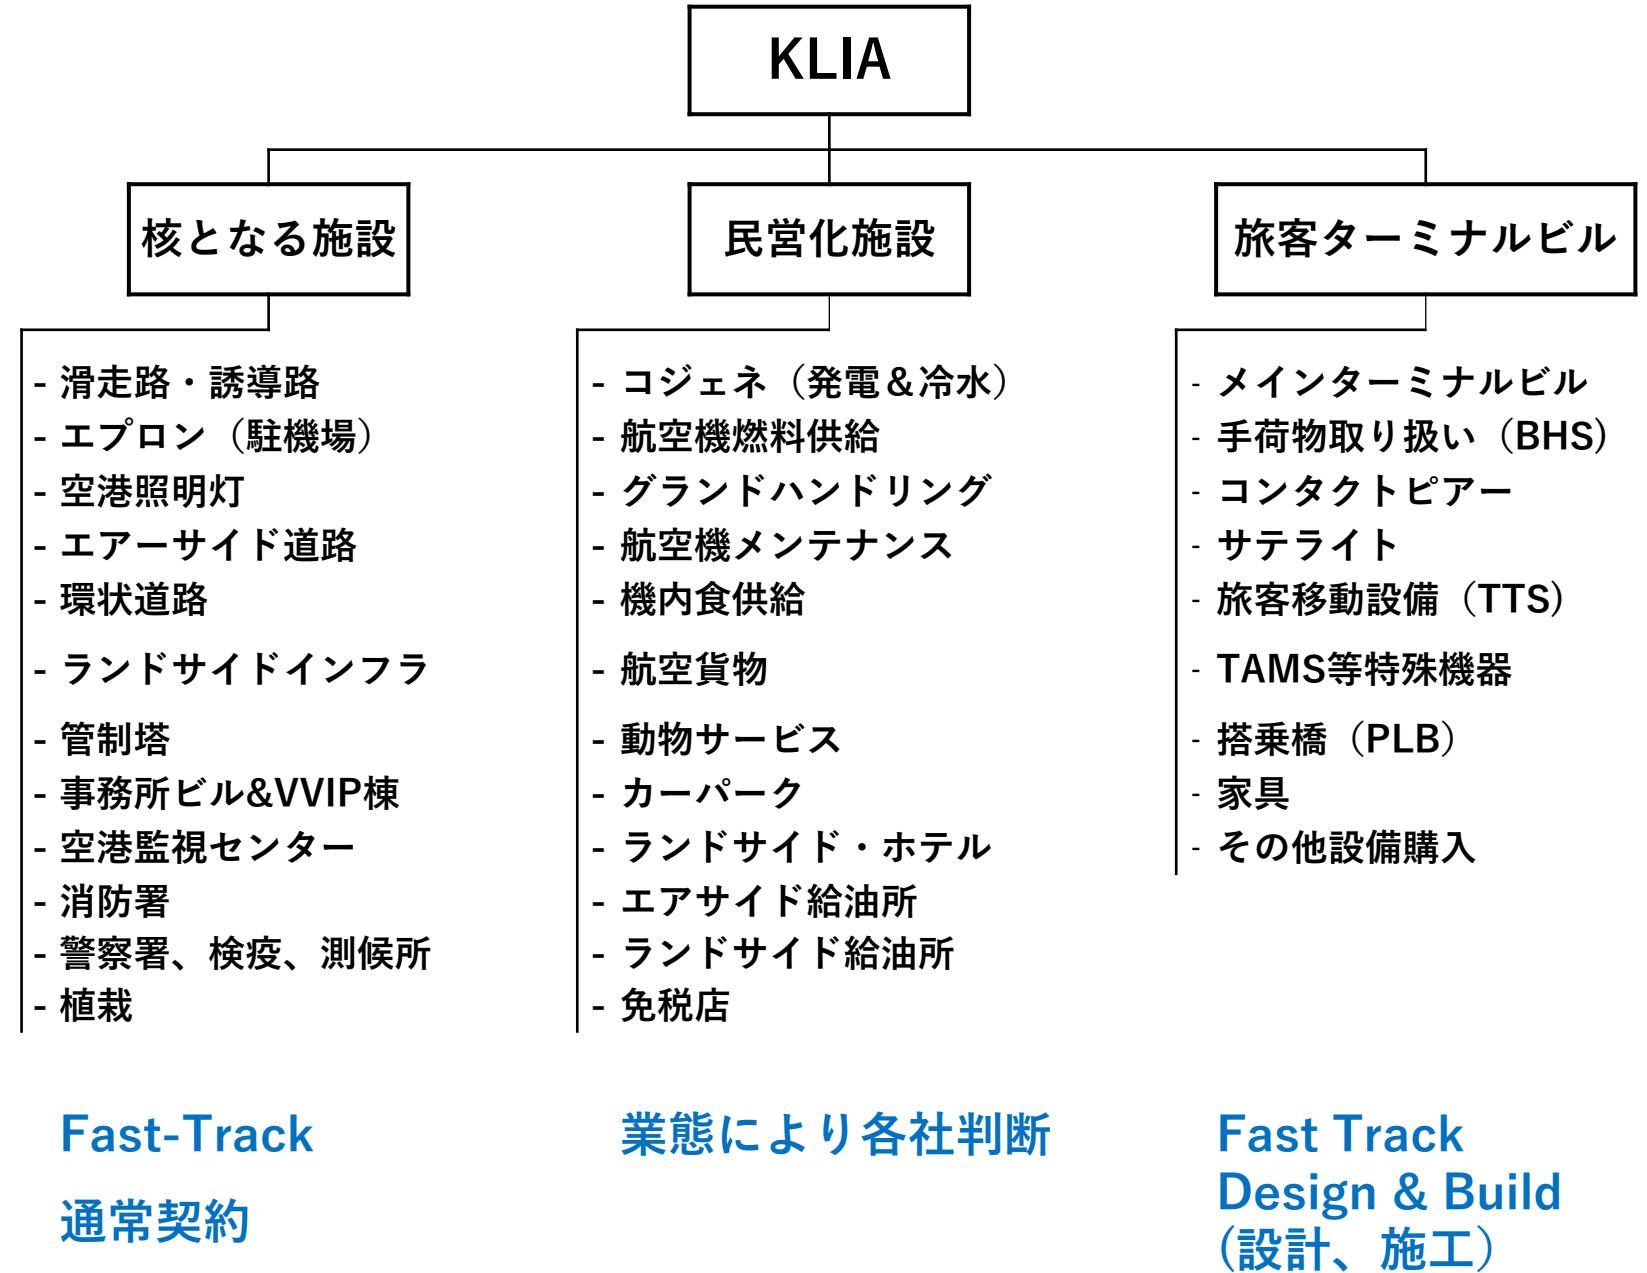 KLIA
核となる施設
- 滑走路・誘導路
- エプロン（駐機場）
- 空港照明灯
- エアーサイド道路
- 環状道路
- ランドサイドインフラ
- 管制塔
- 事務所ビル&VVIP棟
- 空港監視センター
- 消防署
- 警察署、検疫、測候所
- 植栽
Fast-Track
通常契約
民営化施設
- コジェネ（発電＆冷水）
- 航空機燃料供給
- グランドハンドリング
- 航空機メンテナンス
- 機内食供給
- 航空貨物
- 動物サービス
- カーパーク
- ランドサイド・ホテル
- エアサイド給油所
- ランドサイド給油所
- 免税店
業態により各社判断
旅客ターミナルビル
- メインターミナルビル
- 手荷物取り扱い（BHS）
- コンタクトピアー
- サテライト
- 旅客移動設備（TTS）
- TAMS等特殊機器
- 搭乗橋（PLB）
- 家具
- その他設備購入
Fast Track
Design & Build
(設計、施工）